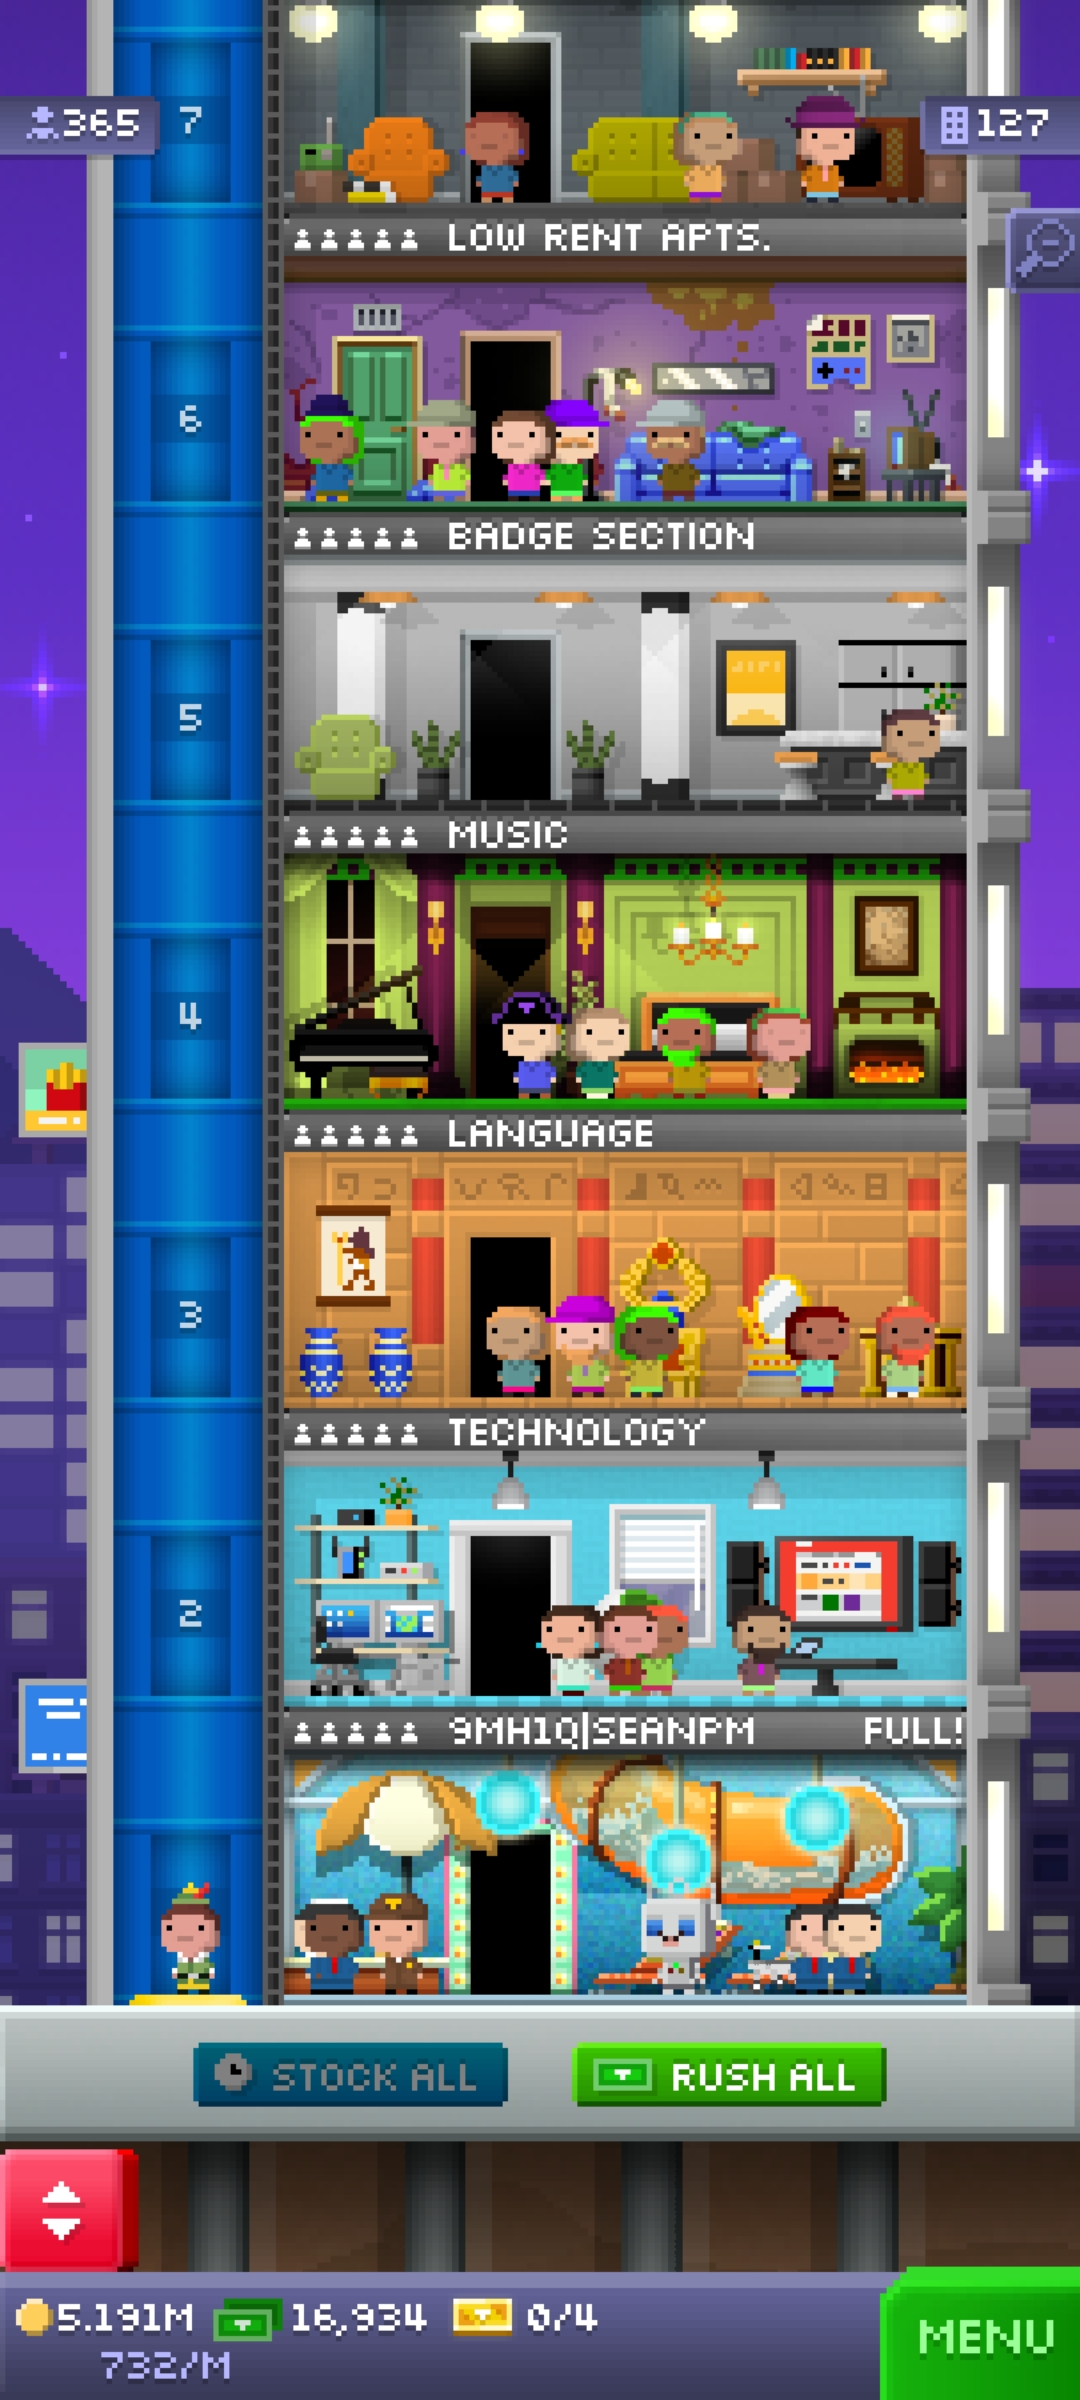 365
7
127
LOW RENT APTS.
6
BADGE SECTION
5
MUSIC
4
LANGUAGE
3
TECHNOLOGY
2
9MH1Q|SEANPM FULL!
STOCK ALL
RUSH ALL
5.191M 16,934 0/4
732/M
MENU